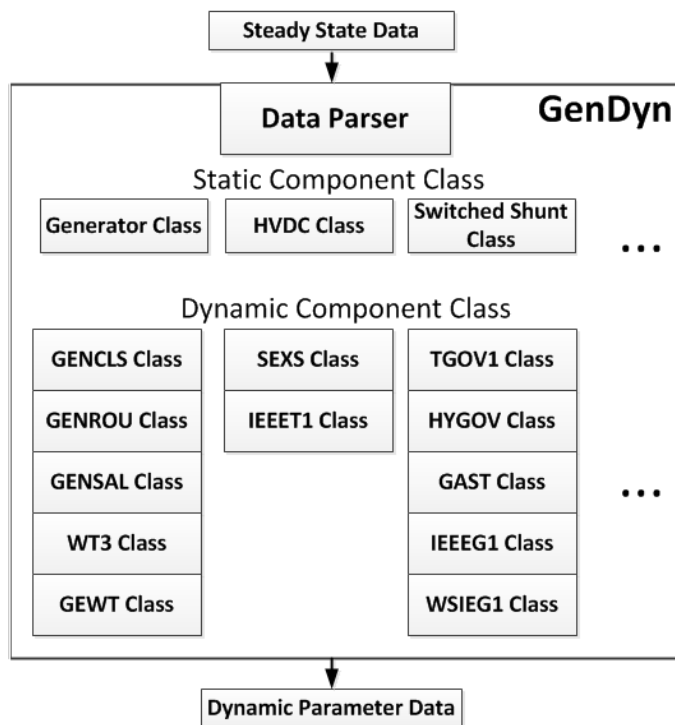 Steady State Data
GenDyn
Data Parser
Static Component Class
Generator Class
HVDC Class
Switched Shunt
Class
...
Dynamic Component Class
GENCLS Class
SEXS Class
TGOV1 Class
GENROU Class
IEEET1 Class
HYGOV Class
GENSAL Class
GAST Class
...
WT3 Class
IEEEG1 Class
GEWT Class
WSIEG1 Class
Dynamic Parameter Data